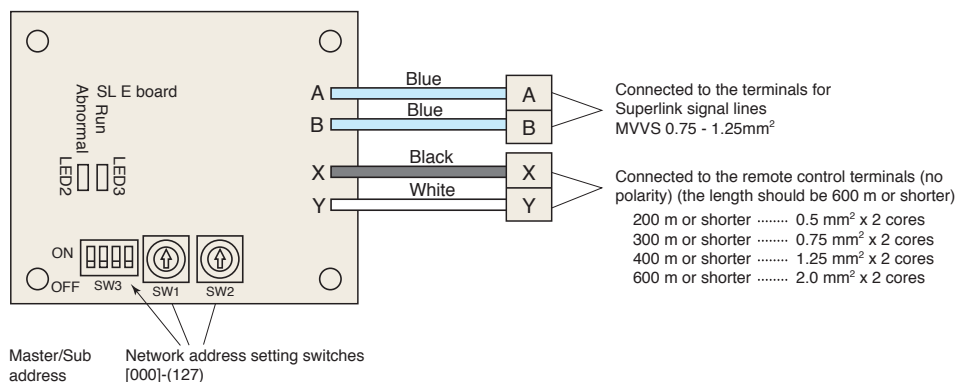 SL E board
Abnormal
Run
LED2
LED3
A
B
X
Y
Blue
Blue
Black
White
A
B
X
Y
Connected to the terminals for
Superlink signal lines
MVVS 0.75 - 1.25mm²
Connected to the remote control terminals (no
polarity) (the length should be 600 m or shorter)
200 m or shorter ........ 0.5 mm² x 2 cores
300 m or shorter ........ 0.75 mm² x 2 cores
400 m or shorter ........ 1.25 mm² x 2 cores
600 m or shorter ........ 2.0 mm² x 2 cores
ON
OFF
SW3
SW1
SW2
Master/Sub
address
Network address setting switches
[000]-(127)